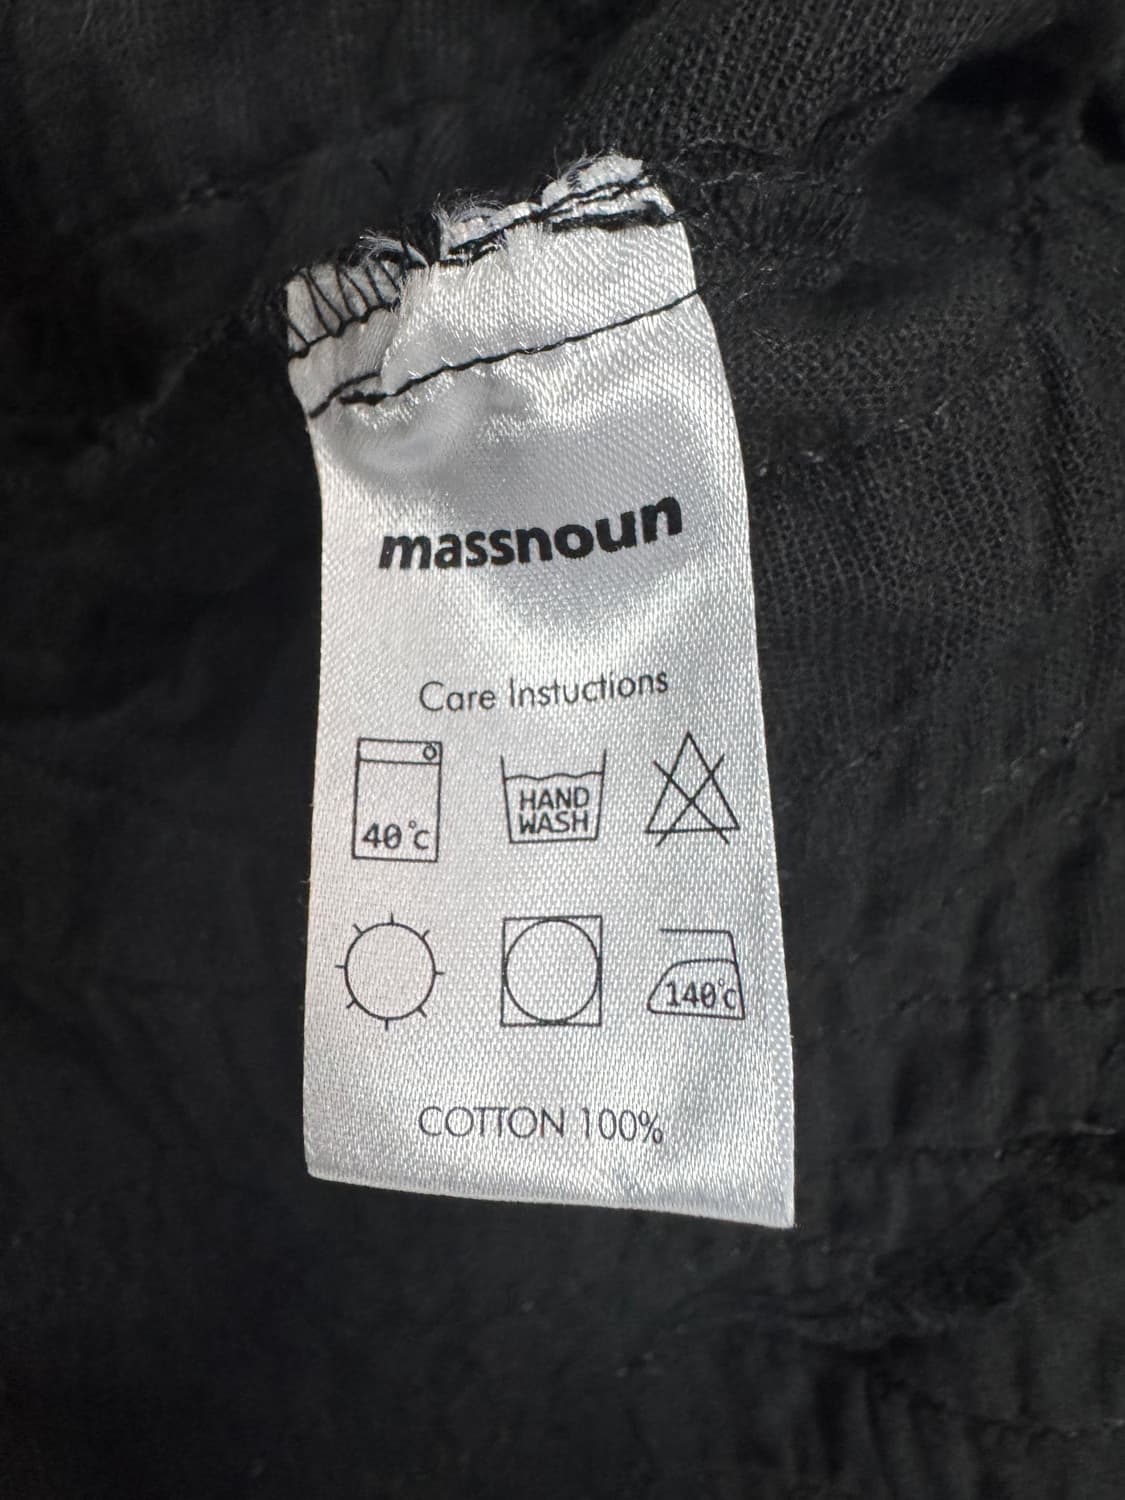 massnoun
Care Instuctions
40°C
HAND
WASH
140°C
COTTON 100%